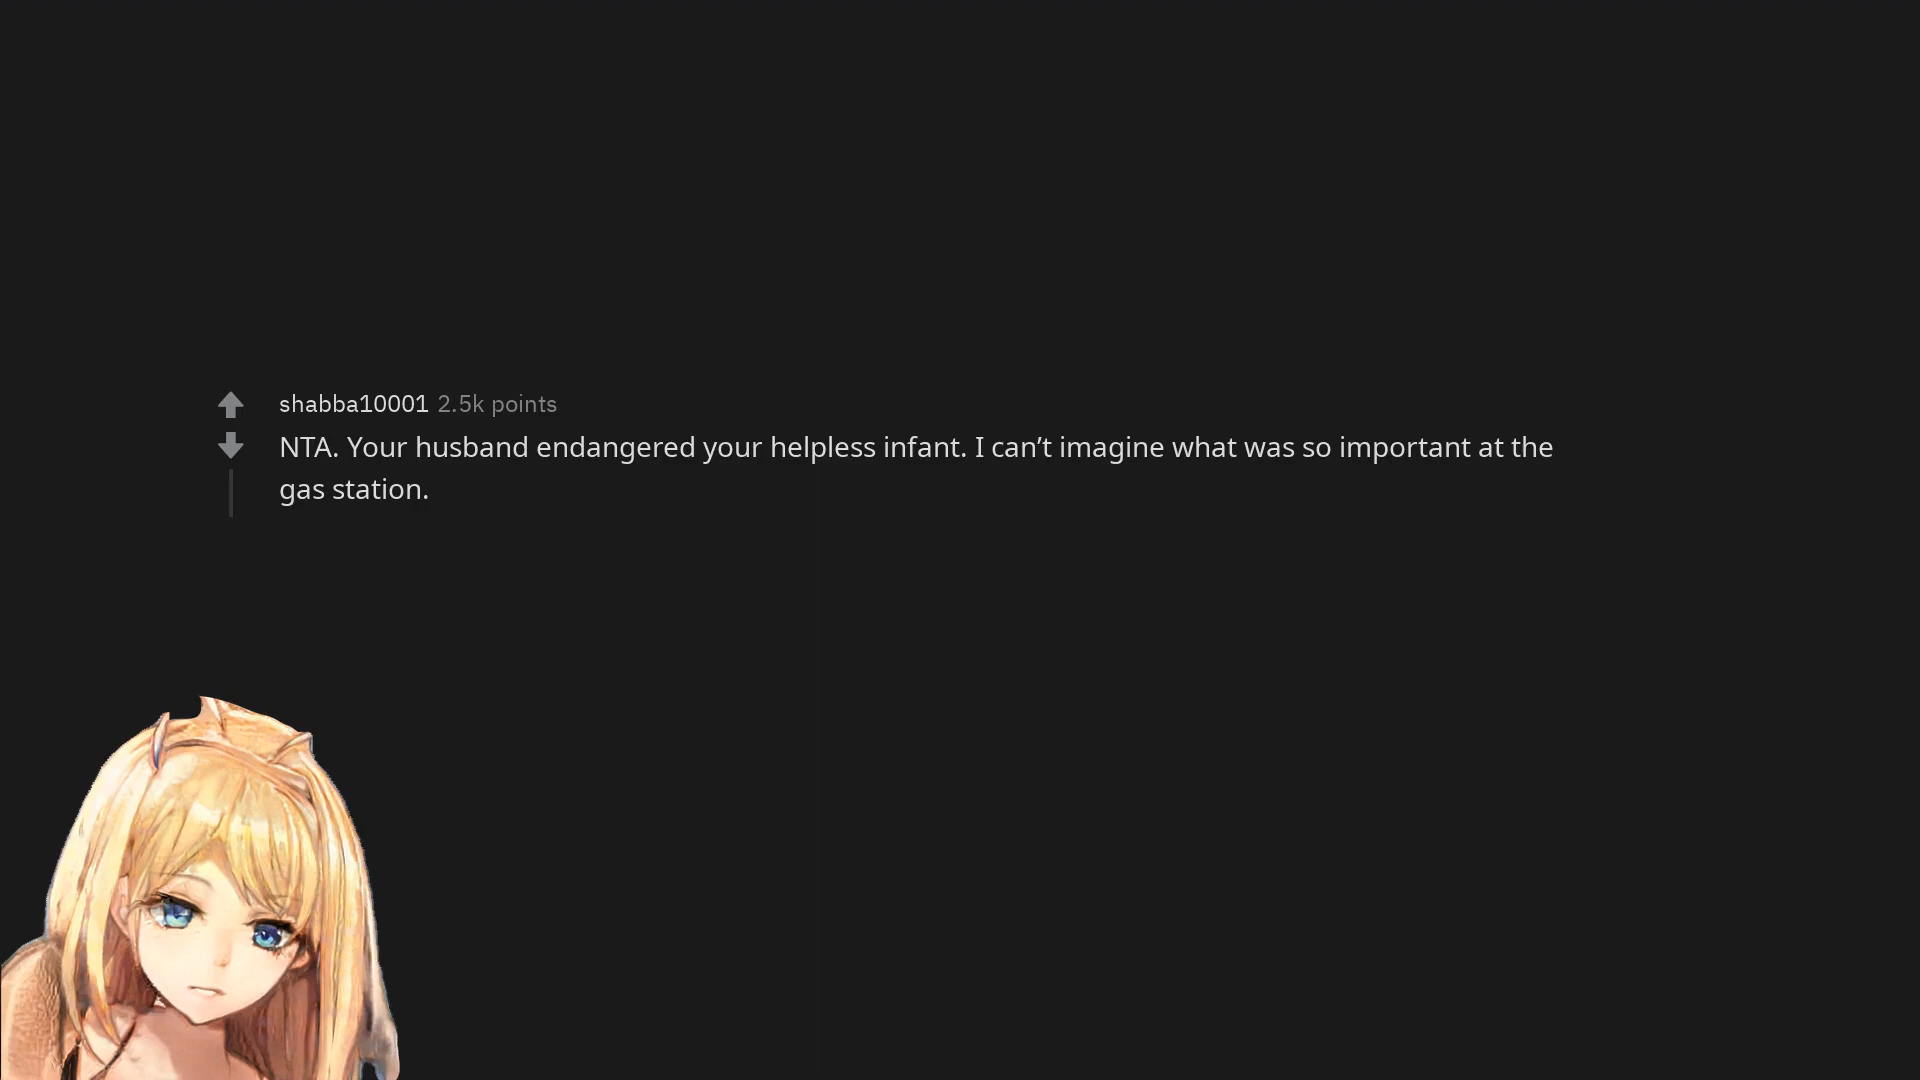 shabba10001 2.5k points
NTA. Your husband endangered your helpless infant. I can’t imagine what was so important at the
gas station.